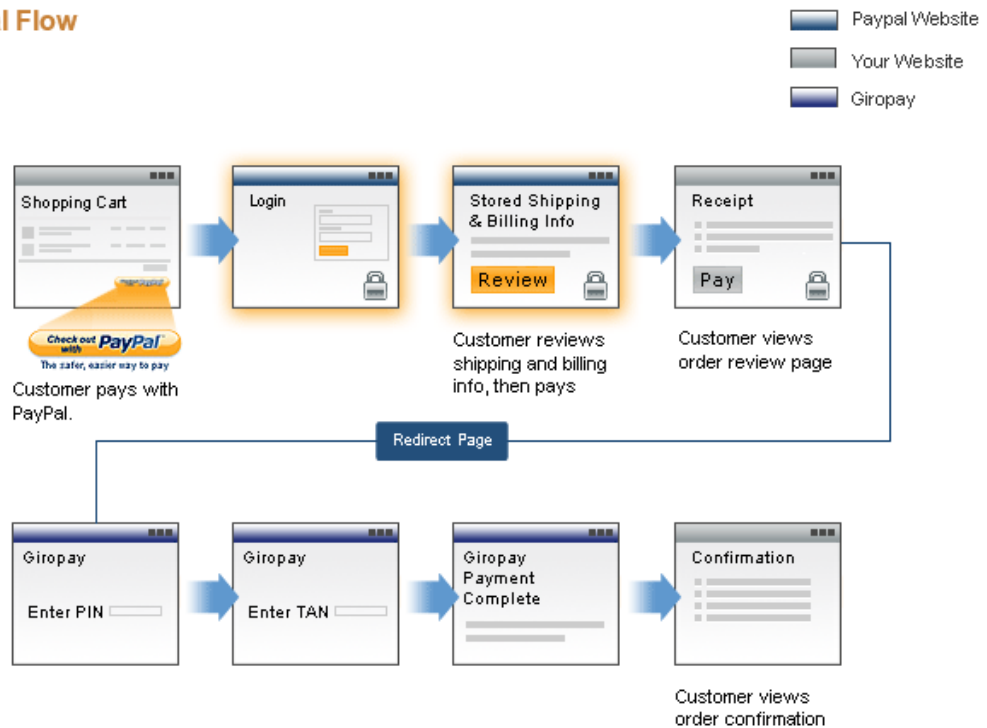 l Flow
Paypal Website
Your Website
Giropay
Shopping Cart
Login
Stored Shipping
& Billing Info
Review
Receipt
Pay
Check out
with PayPal
The safer, easier way to pay
Customer pays with
PayPal.
Customer reviews
shipping and billing
info, then pays
Customer views
order review page
Redirect Page
Giropay
Enter PIN
Giropay
Enter TAN
Giropay
Payment
Complete
Confirmation
Customer views
order confirmation